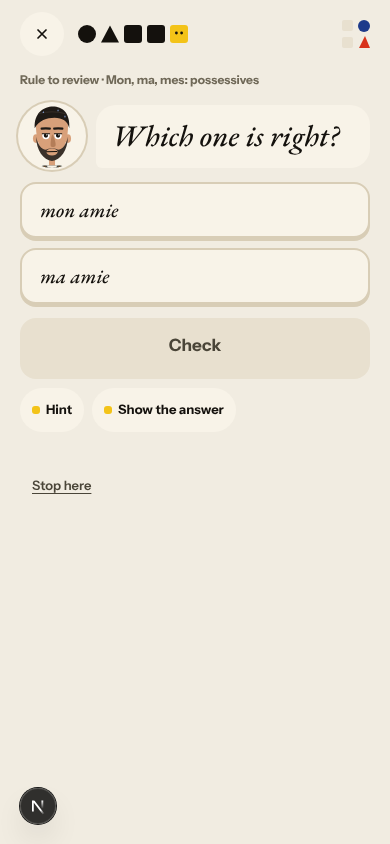 Rule to review · Mon, ma, mes: possessives
Which one is right?
mon amie
ma amie
Check
Hint
Show the answer
Stop here
N